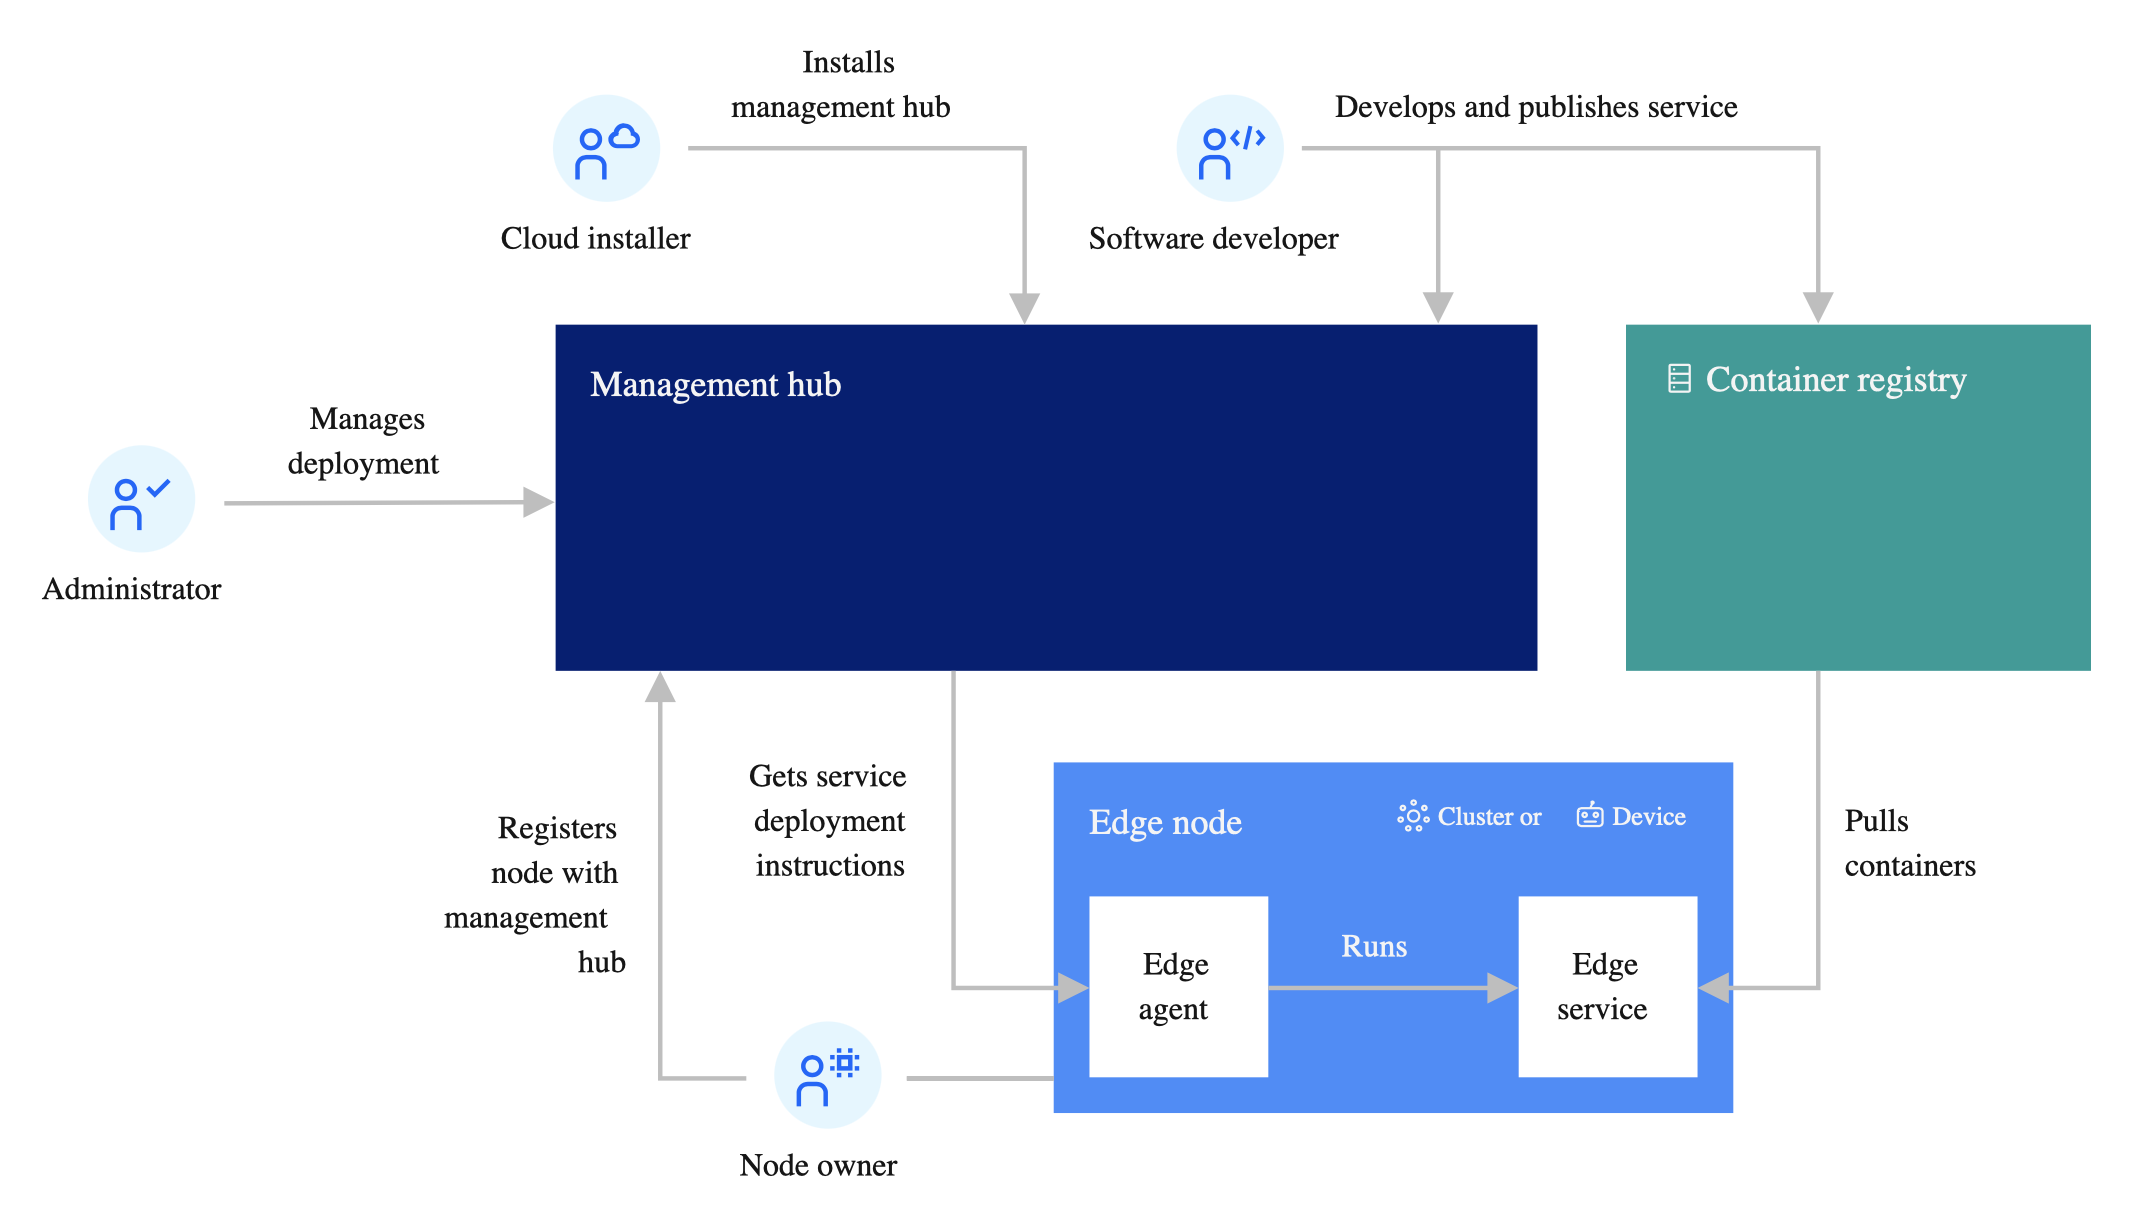 Installs
management hub
Develops and publishes service
Cloud installer
Software developer
Management hub
Container registry
Manages
deployment
Administrator
Gets service
deployment
instructions
Registers
node with
management
hub
Edge node
Cluster or
Device
Pulls
containers
Edge
agent
Runs
Edge
service
Node owner